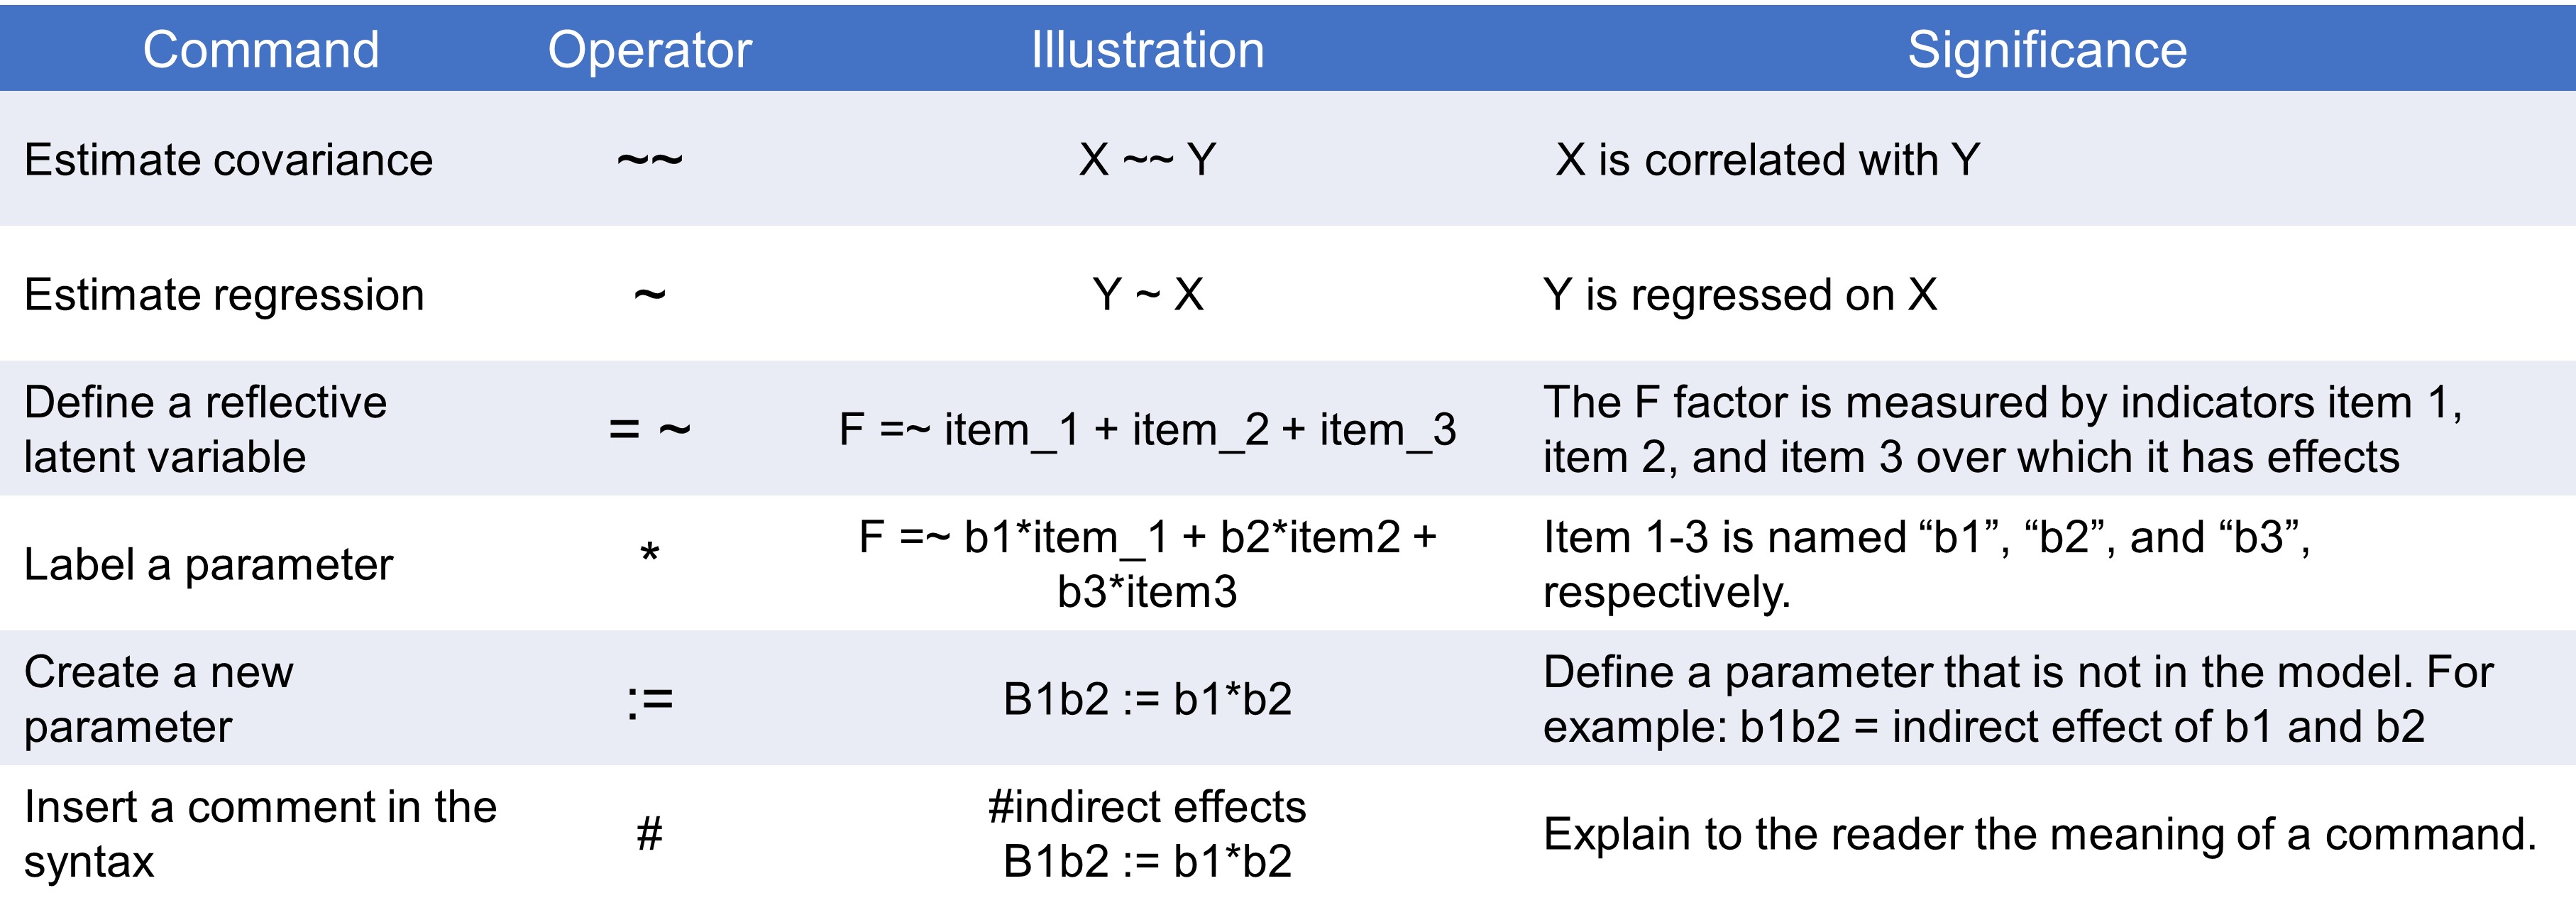 Command Operator Illustration Significance
Estimate covariance ~~ X ~~ Y X is correlated with Y
Estimate regression ~ Y ~ X Y is regressed on X
Define a reflective
latent variable
= ~
F =~ item_1 + item_2 + item_3
The F factor is measured by indicators item 1,
item 2, and item 3 over which it has effects
Label a parameter
*
F =~ b1*item_1 + b2*item2 +
b3*item3
Item 1-3 is named “b1”, “b2”, and “b3”,
respectively.
Create a new
parameter
:=
B1b2 := b1*b2
Define a parameter that is not in the model. For
example: b1b2 = indirect effect of b1 and b2
Insert a comment in the
syntax
#
#indirect effects
B1b2 := b1*b2
Explain to the reader the meaning of a command.